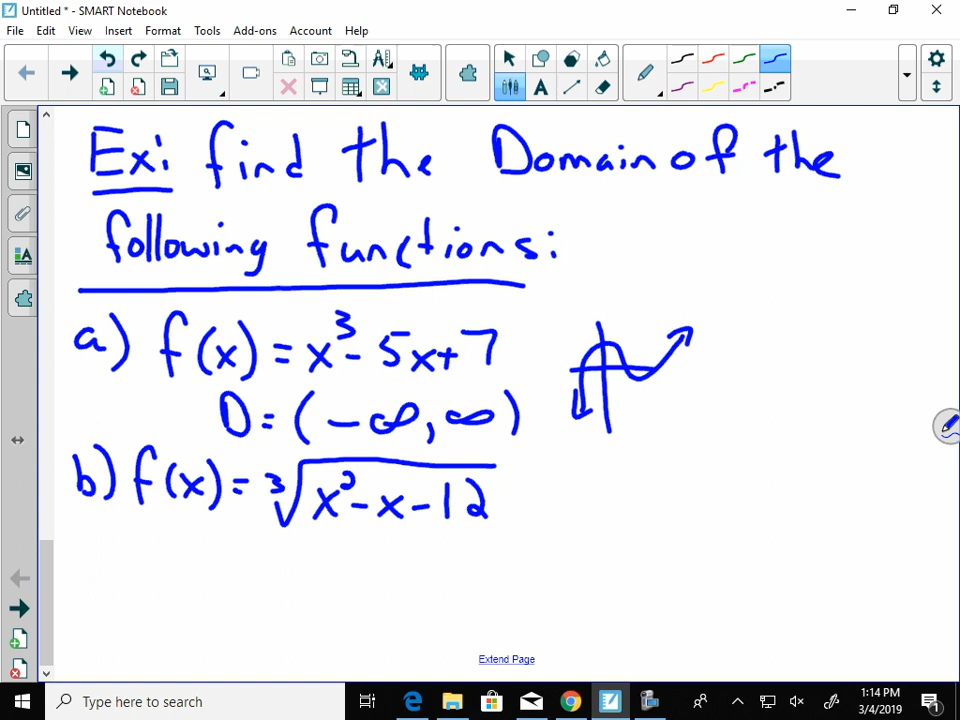 Untitled * - SMART Notebook
File Edit View Insert Format Tools Add-ons Account Help
Ex: find the Domain of the
following functions:
a) f(x) = x³ - 5x + 7
D = (-∞, ∞)
b) f(x) = ∛(x² - x - 12)
Extend Page
Type here to search
1:14 PM
3/4/2019
1